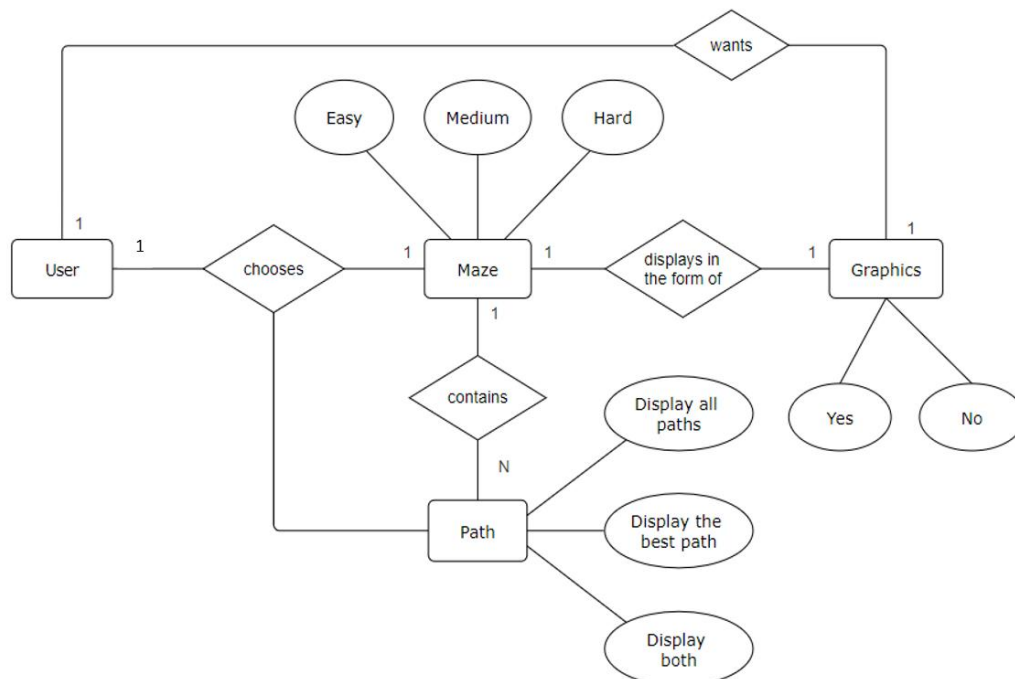 wants
Easy
Medium
Hard
1
1
1
1
1
1
User
chooses
Maze
displays in
the form of
Graphics
1
contains
Display all
paths
Yes
No
N
Path
Display the
best path
Display
both